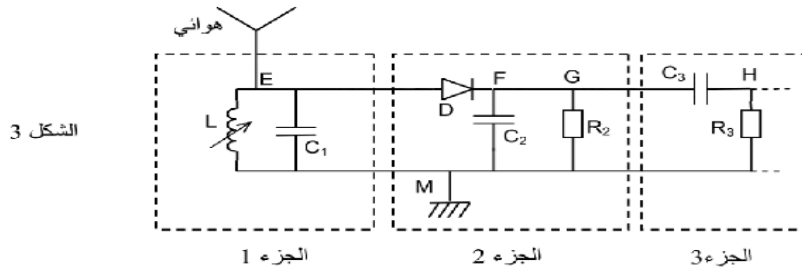 هوائي
E
F
G
C3
H
D
L
C1
C2
R2
R3
الشكل 3
M
الجزء 1
الجزء 2
الجزء3